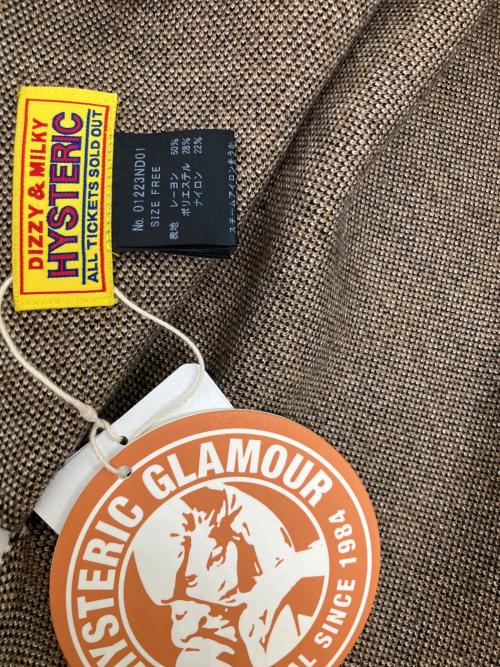 DIZZY & MILKY
HYSTERIC
ALL TICKETS SOLD OUT
No. 01223ND01
SIZE FREE
表地 レーヨン 50%
ポリエステル 28%
ナイロン 22%
HYSTERIC GLAMOUR
SINCE 1984